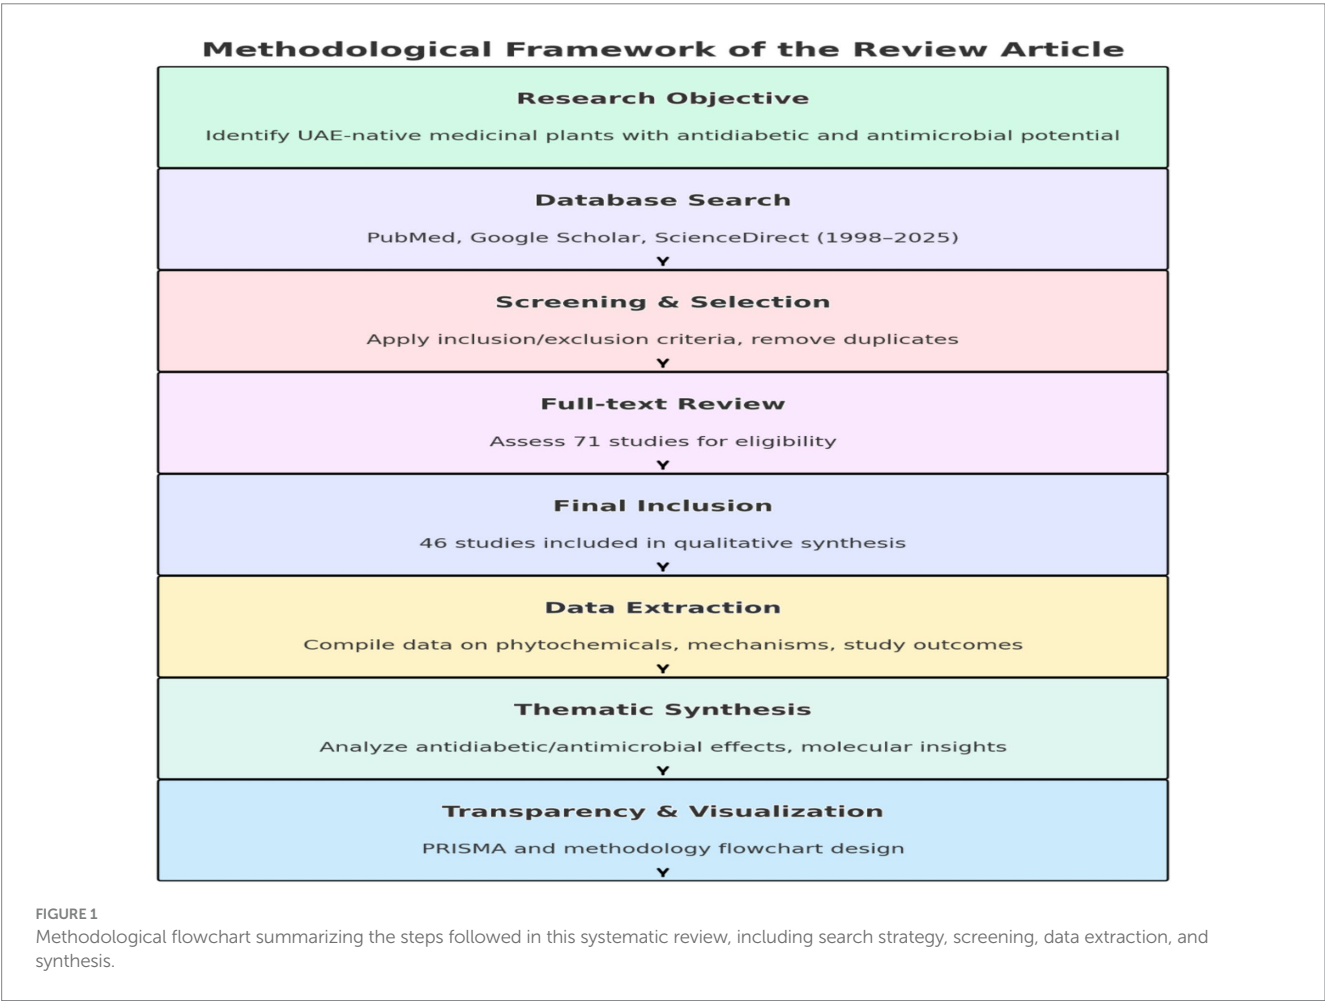 Methodological Framework of the Review Article
Research Objective
Identify UAE-native medicinal plants with antidiabetic and antimicrobial potential
Database Search
PubMed, Google Scholar, ScienceDirect (1998–2025)
Screening & Selection
Apply inclusion/exclusion criteria, remove duplicates
Full-text Review
Assess 71 studies for eligibility
Final Inclusion
46 studies included in qualitative synthesis
Data Extraction
Compile data on phytochemicals, mechanisms, study outcomes
Thematic Synthesis
Analyze antidiabetic/antimicrobial effects, molecular insights
Transparency & Visualization
PRISMA and methodology flowchart design
FIGURE 1
Methodological flowchart summarizing the steps followed in this systematic review, including search strategy, screening, data extraction, and
synthesis.